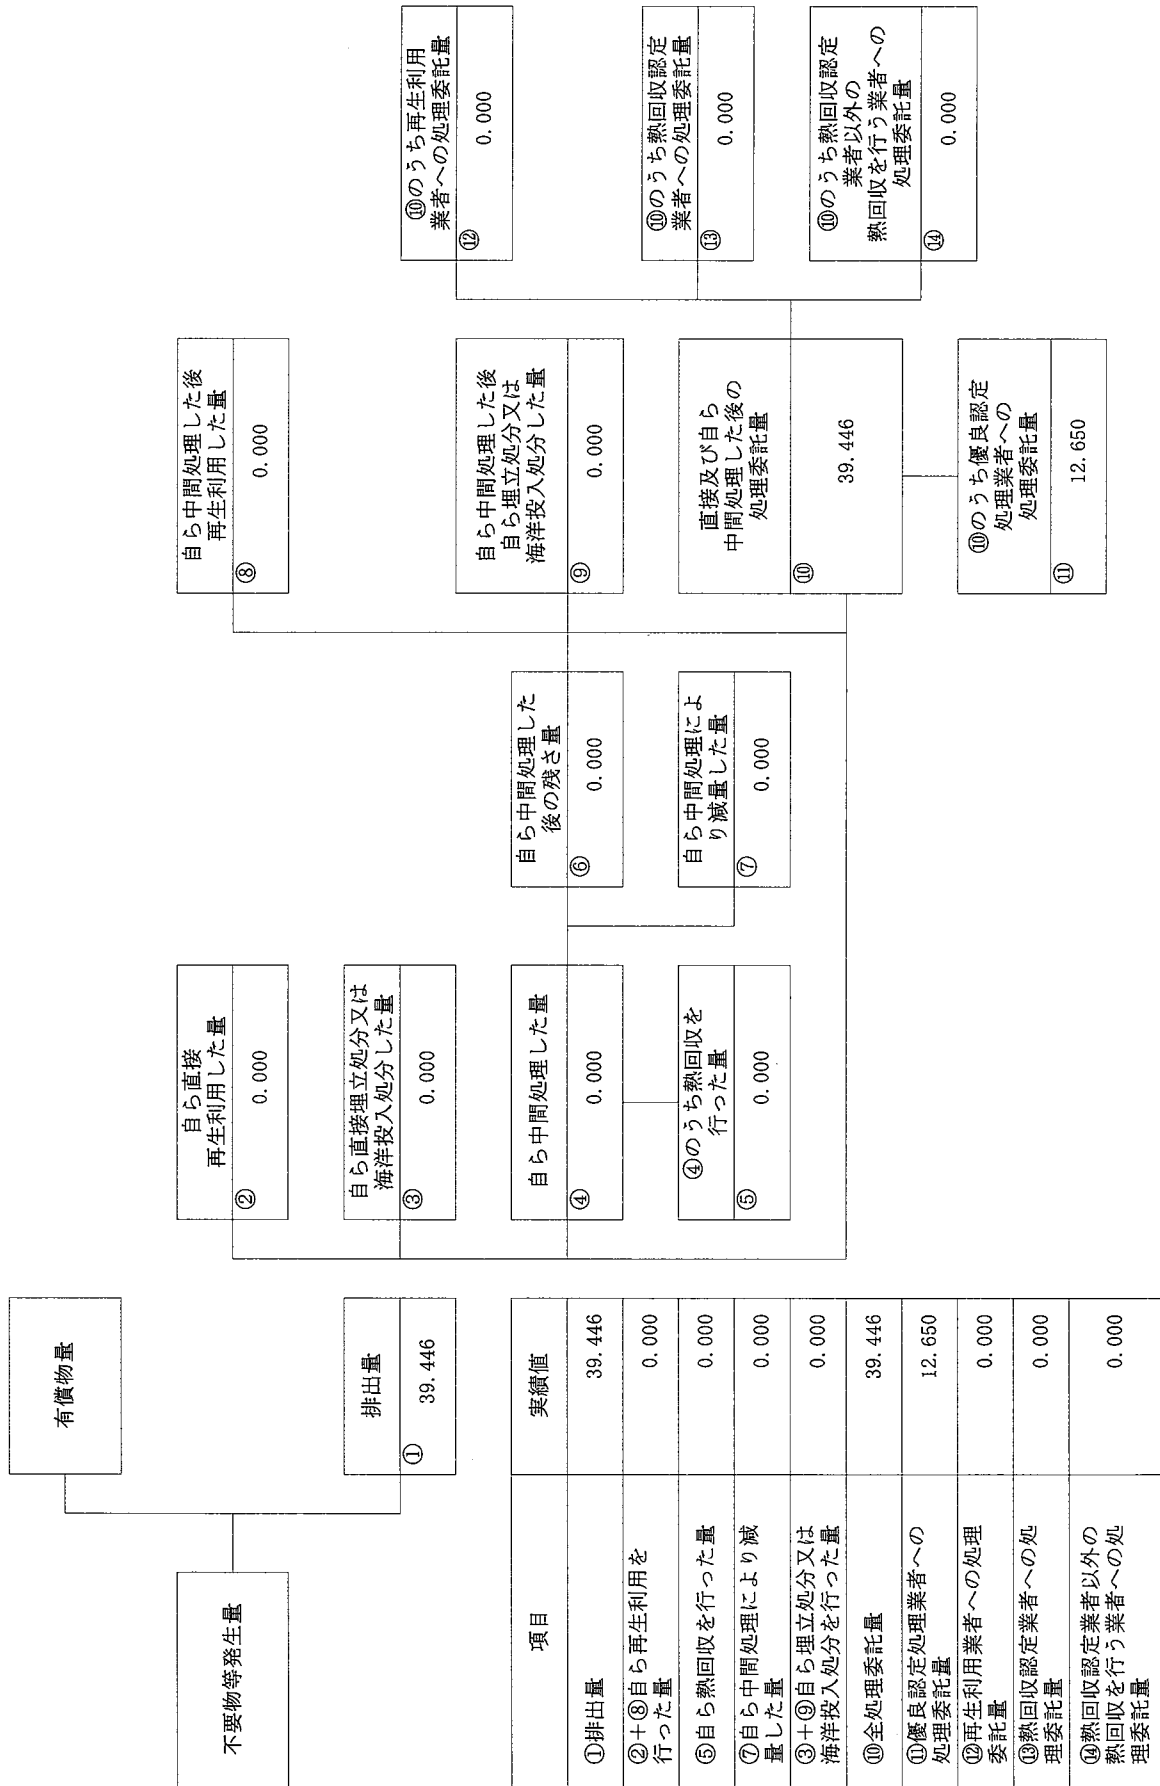 不要物等発生量
有償物量
排出量
①
39.446
自ら直接
再生利用した量
②
0.000
自ら直接埋立処分又は
海洋投入処分した量
③
0.000
自ら中間処理した量
④
0.000
④のうち熱回収を
行った量
⑤
0.000
自ら中間処理した
後の残さ量
⑥
0.000
自ら中間処理によ
り減量した量
⑦
0.000
自ら中間処理した後
再生利用した量
⑧
0.000
自ら中間処理した後
自ら埋立処分又は
海洋投入処分した量
⑨
0.000
直接及び自ら
中間処理した後の
処理委託量
⑩
39.446
⑩のうち優良認定
処理業者への
処理委託量
⑪
12.650
⑩のうち再生利用
業者への処理委託量
⑫
0.000
⑩のうち熱回収認定
業者への処理委託量
⑬
0.000
⑩のうち熱回収認定
業者以外の
熱回収を行う業者への
処理委託量
⑭
0.000
項目 実績値
①排出量 39.446
②+⑧自ら再生利用を
行った量 0.000
⑤自ら熱回収を行った量 0.000
⑦自ら中間処理により減
量した量 0.000
③+⑨自ら埋立処分又は
海洋投入処分を行った量 0.000
⑩全処理委託量 39.446
⑪優良認定処理業者への
処理委託量 12.650
⑫再生利用業者への処理
委託量 0.000
⑬熱回収認定業者への処
理委託量 0.000
⑭熱回収認定業者以外の
熱回収を行う業者への処
理委託量 0.000